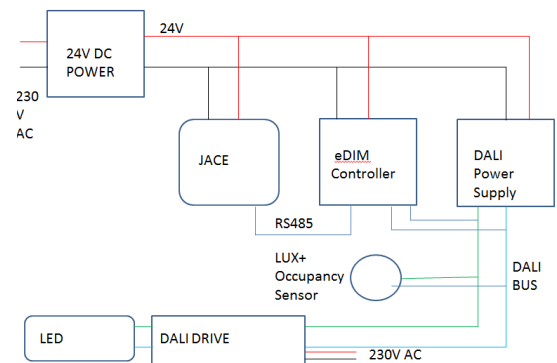 24V
24V DC
POWER
230
V
AC
JACE
eDIM
Controller
DALI
Power
Supply
RS485
LUX+
Occupancy
Sensor
DALI
BUS
LED
DALI DRIVE
230V AC